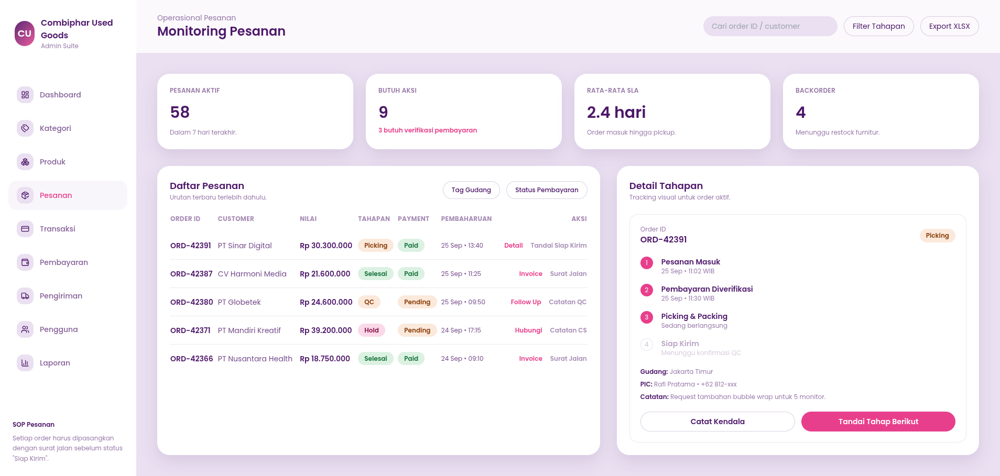 CU
Combiphar Used
Goods
Admin Suite
Dashboard
Kategori
Produk
Pesanan
Transaksi
Pembayaran
Pengiriman
Pengguna
Laporan
SOP Pesanan
Setiap order harus dipasangkan
dengan surat jalan sebelum status
"Siap Kirim".
Operasional Pesanan
Monitoring Pesanan
Cari order ID / customer
Filter Tahapan
Export XLSX
PESANAN AKTIF
58
Dalam 7 hari terakhir.
BUTUH AKSI
9
3 butuh verifikasi pembayaran
RATA-RATA SLA
2.4 hari
Order masuk hingga pickup.
BACKORDER
4
Menunggu restock furnitur.
Daftar Pesanan
Urutan terbaru terlebih dahulu.
Tag Gudang
Status Pembayaran
ORDER ID CUSTOMER NILAI TAHAPAN PAYMENT PEMBAHARUAN AKSI
ORD-42391 PT Sinar Digital Rp 30.300.000 Picking Paid 25 Sep • 13:40 Detail Tandai Siap Kirim
ORD-42387 CV Harmoni Media Rp 21.600.000 Selesai Paid 25 Sep • 11:25 Invoice Surat Jalan
ORD-42380 PT Globetek Rp 24.600.000 QC Pending 25 Sep • 09:50 Follow Up Catatan QC
ORD-42371 PT Mandiri Kreatif Rp 39.200.000 Hold Pending 24 Sep • 17:15 Hubungi Catatan CS
ORD-42366 PT Nusantara Health Rp 18.750.000 Selesai Paid 24 Sep • 09:10 Invoice Surat Jalan
Detail Tahapan
Tracking visual untuk order aktif.
Order ID
ORD-42391
Picking
1 Pesanan Masuk
25 Sep • 11:02 WIB
2 Pembayaran Diverifikasi
25 Sep • 11:30 WIB
3 Picking & Packing
Sedang berlangsung
4 Siap Kirim
Menunggu konfirmasi QC
Gudang: Jakarta Timur
PIC: Rafi Pratama • +62 812-xxx
Catatan: Request tambahan bubble wrap untuk 5 monitor.
Catat Kendala
Tandai Tahap Berikut